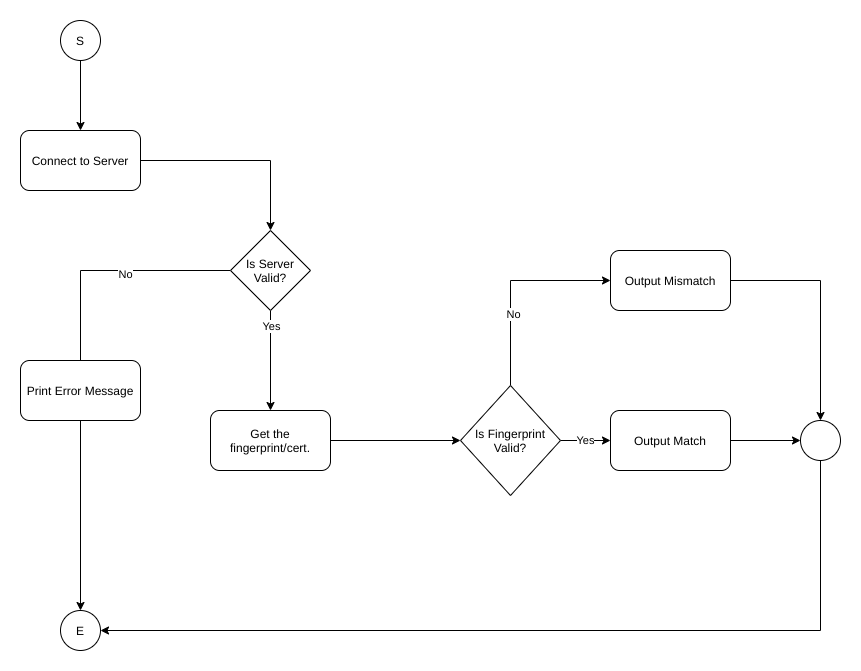 S
Connect to Server
Is Server
Valid?
No
Yes
Print Error Message
Get the
fingerprint/cert.
Is Fingerprint
Valid?
No
Yes
Output Mismatch
Output Match
E